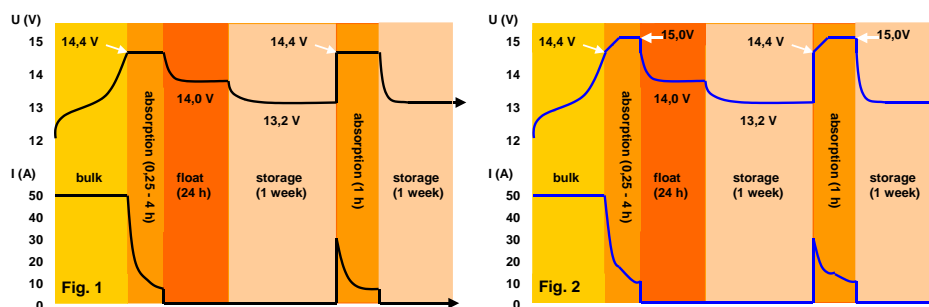 U (V)
15
14
13
12
I (A)
50
40
30
20
10
0
14,4 V
14,4 V
14,0 V
13,2 V
bulk
absorption (0,25 - 4 h)
float
(24 h)
storage
(1 week)
absorption (1 h)
storage
(1 week)
Fig. 1
U (V)
15
14
13
12
I (A)
50
40
30
20
10
0
14,4 V
15,0V
14,4 V
15,0V
14,0 V
13,2 V
bulk
absorption (0,25 - 4 h)
float
(24 h)
storage
(1 week)
absorption (1 h)
storage
(1 week)
Fig. 2